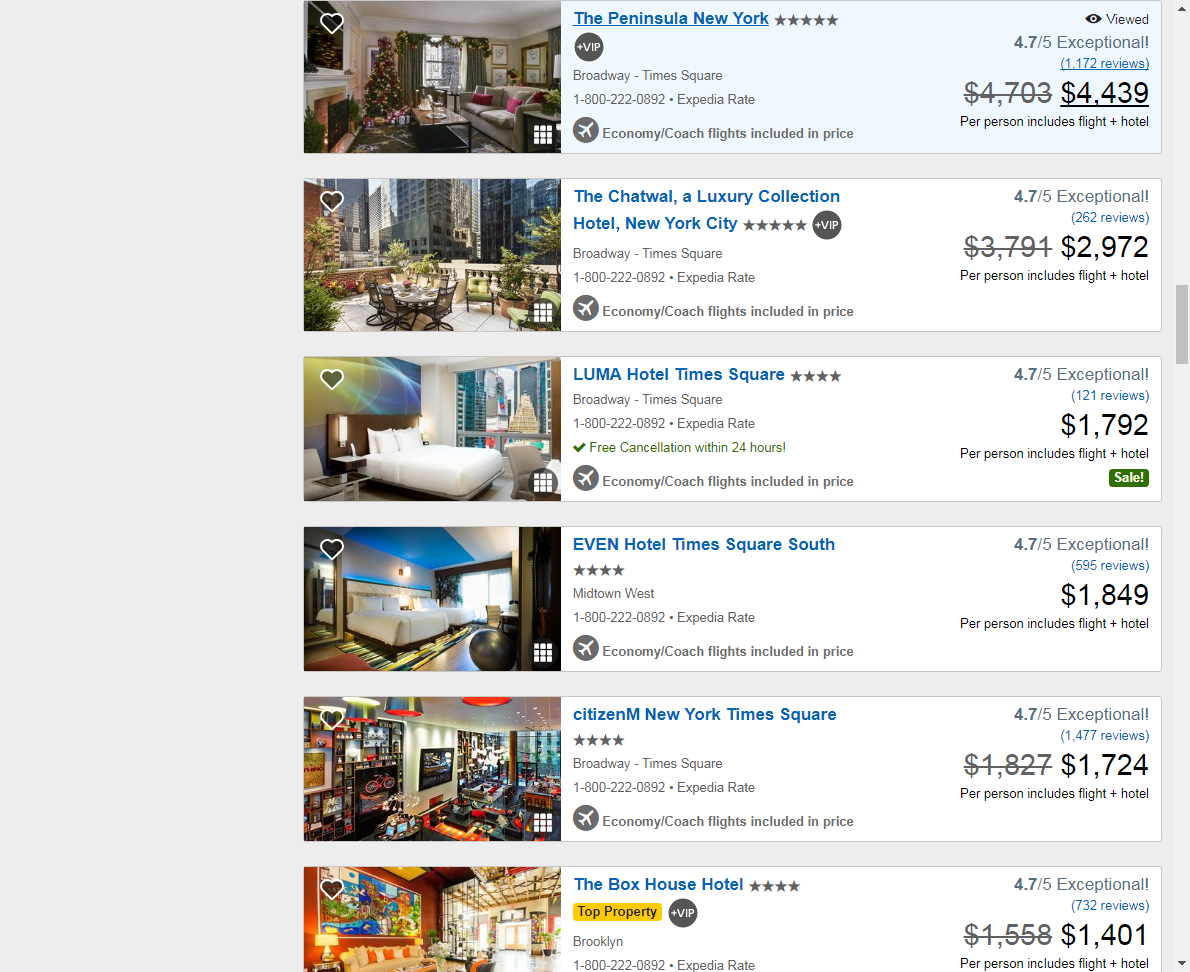 The Peninsula New York
Viewed
+VIP
4.7/5 Exceptional!
(1,172 reviews)
Broadway - Times Square
$4,703 $4,439
1-800-222-0892 • Expedia Rate
Per person includes flight + hotel
Economy/Coach flights included in price
The Chatwal, a Luxury Collection
Hotel, New York City +VIP
4.7/5 Exceptional!
(262 reviews)
Broadway - Times Square
$3,791 $2,972
1-800-222-0892 • Expedia Rate
Per person includes flight + hotel
Economy/Coach flights included in price
LUMA Hotel Times Square
4.7/5 Exceptional!
Broadway - Times Square
(121 reviews)
1-800-222-0892 • Expedia Rate
$1,792
Free Cancellation within 24 hours!
Per person includes flight + hotel
Economy/Coach flights included in price
Sale!
EVEN Hotel Times Square South
4.7/5 Exceptional!
(595 reviews)
Midtown West
$1,849
1-800-222-0892 • Expedia Rate
Per person includes flight + hotel
Economy/Coach flights included in price
citizenM New York Times Square
4.7/5 Exceptional!
(1,477 reviews)
Broadway - Times Square
$1,827 $1,724
1-800-222-0892 • Expedia Rate
Per person includes flight + hotel
Economy/Coach flights included in price
The Box House Hotel
4.7/5 Exceptional!
Top Property +VIP
(732 reviews)
Brooklyn
$1,558 $1,401
1-800-222-0892 • Expedia Rate
Per person includes flight + hotel